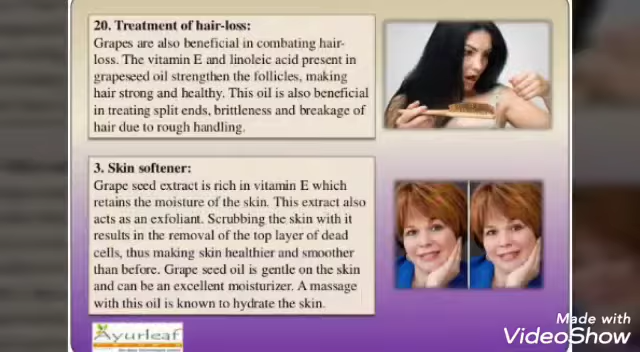 20. Treatment of hair-loss:
Grapes are also beneficial in combating hair-
loss. The vitamin E and linoleic acid present in
grapeseed oil strengthen the follicles, making
hair strong and healthy. This oil is also beneficial
in treating split ends, brittleness and breakage of
hair due to rough handling.
3. Skin softener:
Grape seed extract is rich in vitamin E which
retains the moisture of the skin. This extract also
acts as an exfoliant. Scrubbing the skin with it
results in the removal of the top layer of dead
cells, thus making skin healthier and smoother
than before. Grape seed oil is gentle on the skin
and can be an excellent moisturizer. A massage
with this oil is known to hydrate the skin.
Ayurleaf
Made with
VideoShow